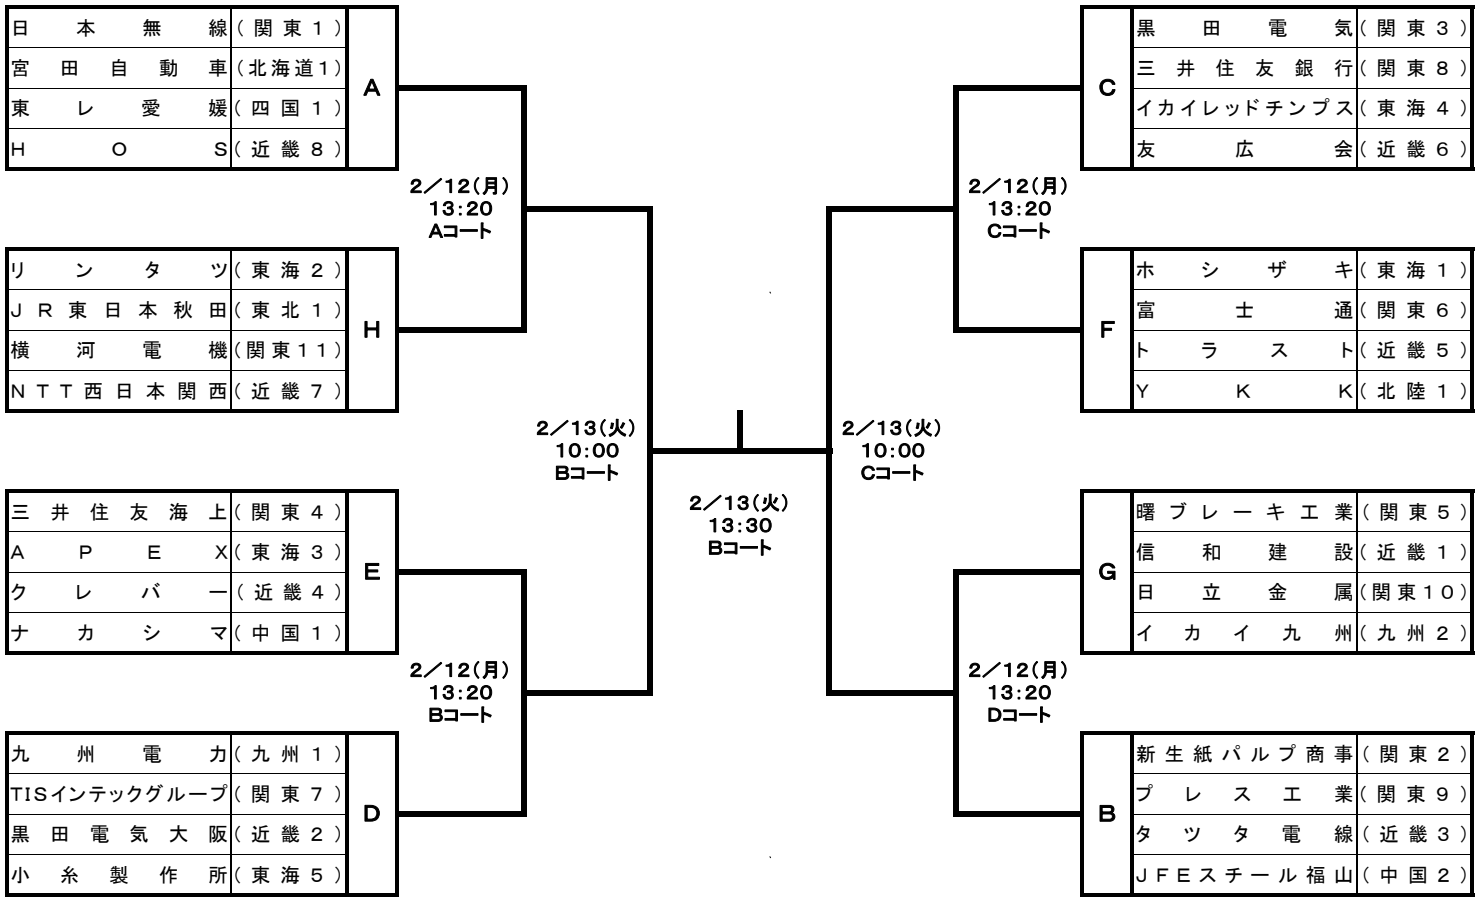 日本無線(関東1)
宮田自動車(北海道1)
東レ愛媛(四国1)
HOS(近畿8)
A
リンタツ(東海2)
JR東日本秋田(東北1)
横河電機(関東11)
NTT西日本関西(近畿7)
H
三井住友海上(関東4)
APEX(東海3)
クレバー(近畿4)
ナカシマ(中国1)
E
九州電力(九州1)
TISインテックグループ(関東7)
黒田電気大阪(近畿2)
小糸製作所(東海5)
D
2/12(月)
13:20
Aコート
2/12(月)
13:20
Bコート
2/13(火)
10:00
Bコート
2/13(火)
13:30
Bコート
2/13(火)
10:00
Cコート
2/12(月)
13:20
Cコート
2/12(月)
13:20
Dコート
C
黒田電気(関東3)
三井住友銀行(関東8)
イカイレッドチンプス(東海4)
友広会(近畿6)
F
ホシザキ(東海1)
富士通(関東6)
トラスト(近畿5)
YKK(北陸1)
G
曙ブレーキ工業(関東5)
信和建設(近畿1)
日立金属(関東10)
イカイ九州(九州2)
B
新生紙パルプ商事(関東2)
プレス工業(関東9)
タツタ電線(近畿3)
JFEスチール福山(中国2)